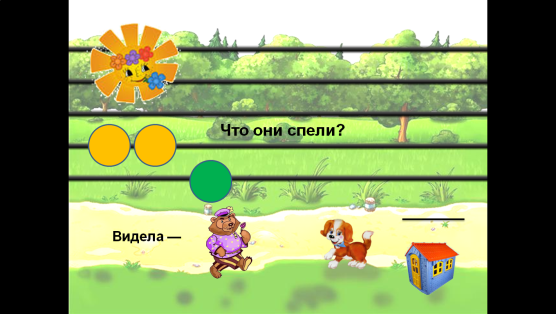 Что они спели?
Видела —